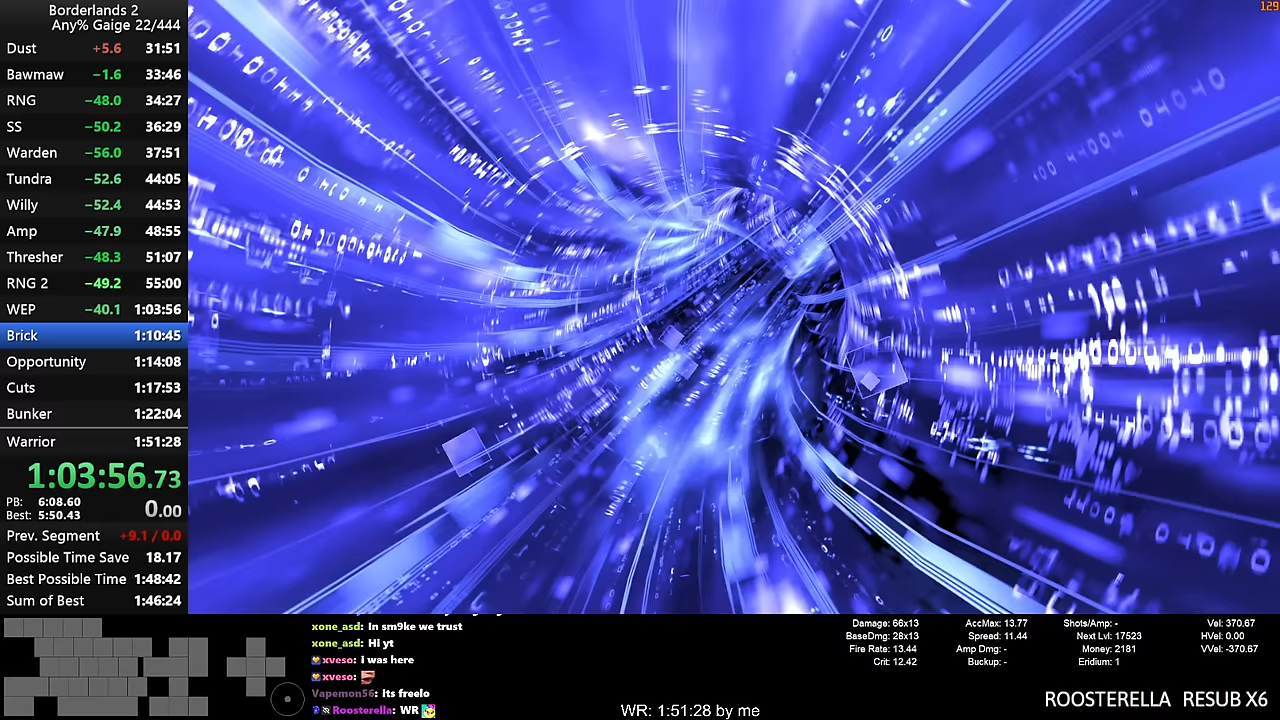 Borderlands 2
Any% Gaige 22/444
Dust +5.6 31:51
Bawmaw −1.6 33:46
RNG −48.0 34:27
SS −50.2 36:29
Warden −56.0 37:51
Tundra −52.6 44:05
Willy −52.4 44:53
Amp −47.9 48:55
Thresher −48.3 51:07
RNG 2 −49.2 55:00
WEP −40.1 1:03:56
Brick 1:10:45
Opportunity 1:14:08
Cuts 1:17:53
Bunker 1:22:04
Warrior 1:51:28
1:03:56.73
PB: 6:08.60
Best: 5:50.43
0.00
Prev. Segment +9.1 / 0.0
Possible Time Save 18.17
Best Possible Time 1:48:42
Sum of Best 1:46:24
129
xone_asd: In sm9ke we trust
xone_asd: Hi yt
xveso: i was here
xveso:
Vapemon56: its freelo
Roosterella: WR
Damage: 66x13
BaseDmg: 28x13
Fire Rate: 13.44
Crit: 12.42
AccMax: 13.77
Spread: 11.44
Amp Dmg: -
Buckup: -
Shots/Amp: -
Next Lvl: 17523
Money: 2181
Eridium: 1
Vel: 370.67
HVel: 0.00
VVel: -370.67
WR: 1:51:28 by me
ROOSTERELLA RESUB X6